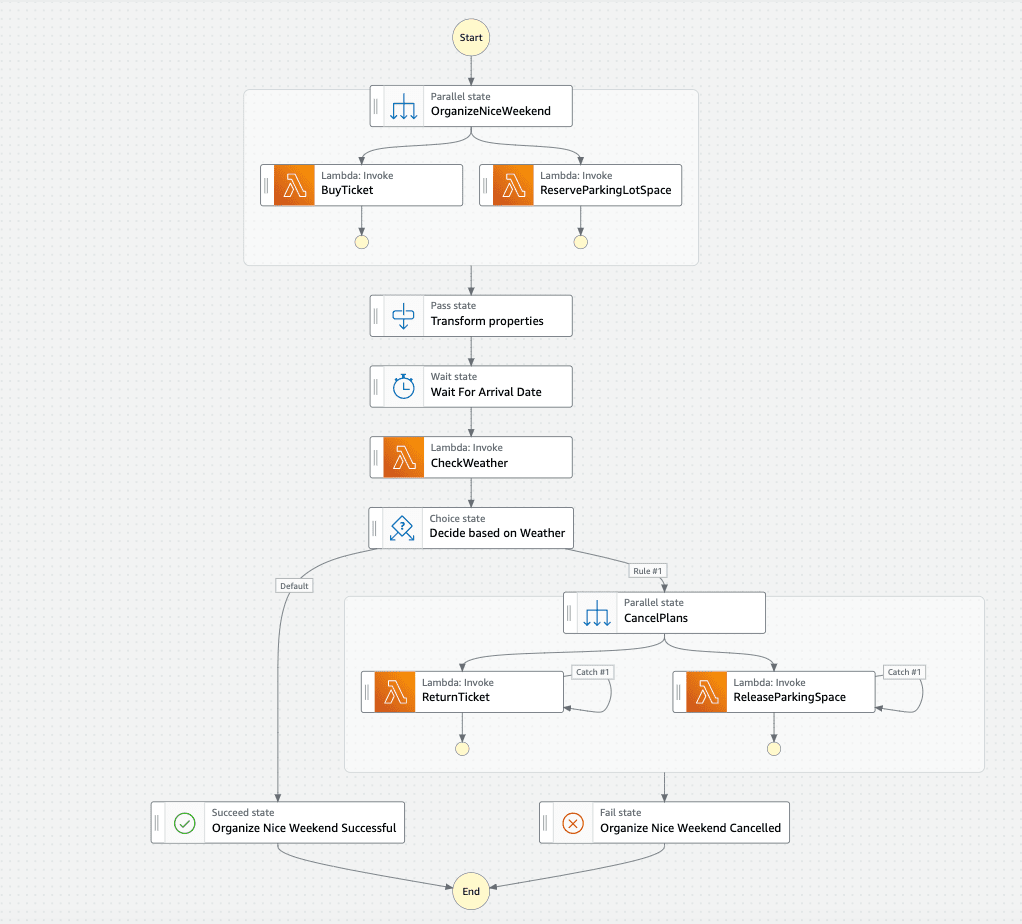 Start
Parallel state
OrganizeNiceWeekend
Lambda: Invoke
BuyTicket
Lambda: Invoke
ReserveParkingLotSpace
Pass state
Transform properties
Wait state
Wait For Arrival Date
Lambda: Invoke
CheckWeather
Choice state
Decide based on Weather
Default
Rule #1
Parallel state
CancelPlans
Lambda: Invoke
ReturnTicket
Catch #1
Lambda: Invoke
ReleaseParkingSpace
Catch #1
Succeed state
Organize Nice Weekend Successful
Fail state
Organize Nice Weekend Cancelled
End